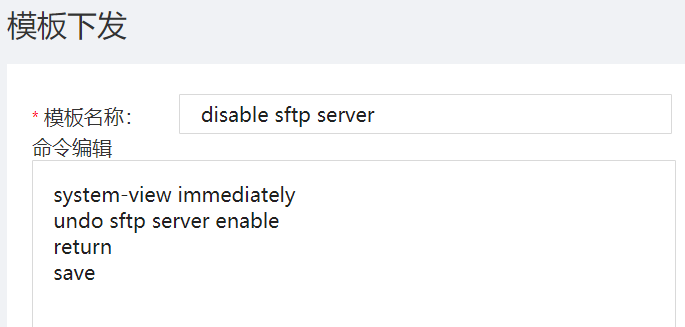 模板下发
* 模板名称： disable sftp server
命令编辑
system-view immediately
undo sftp server enable
return
save